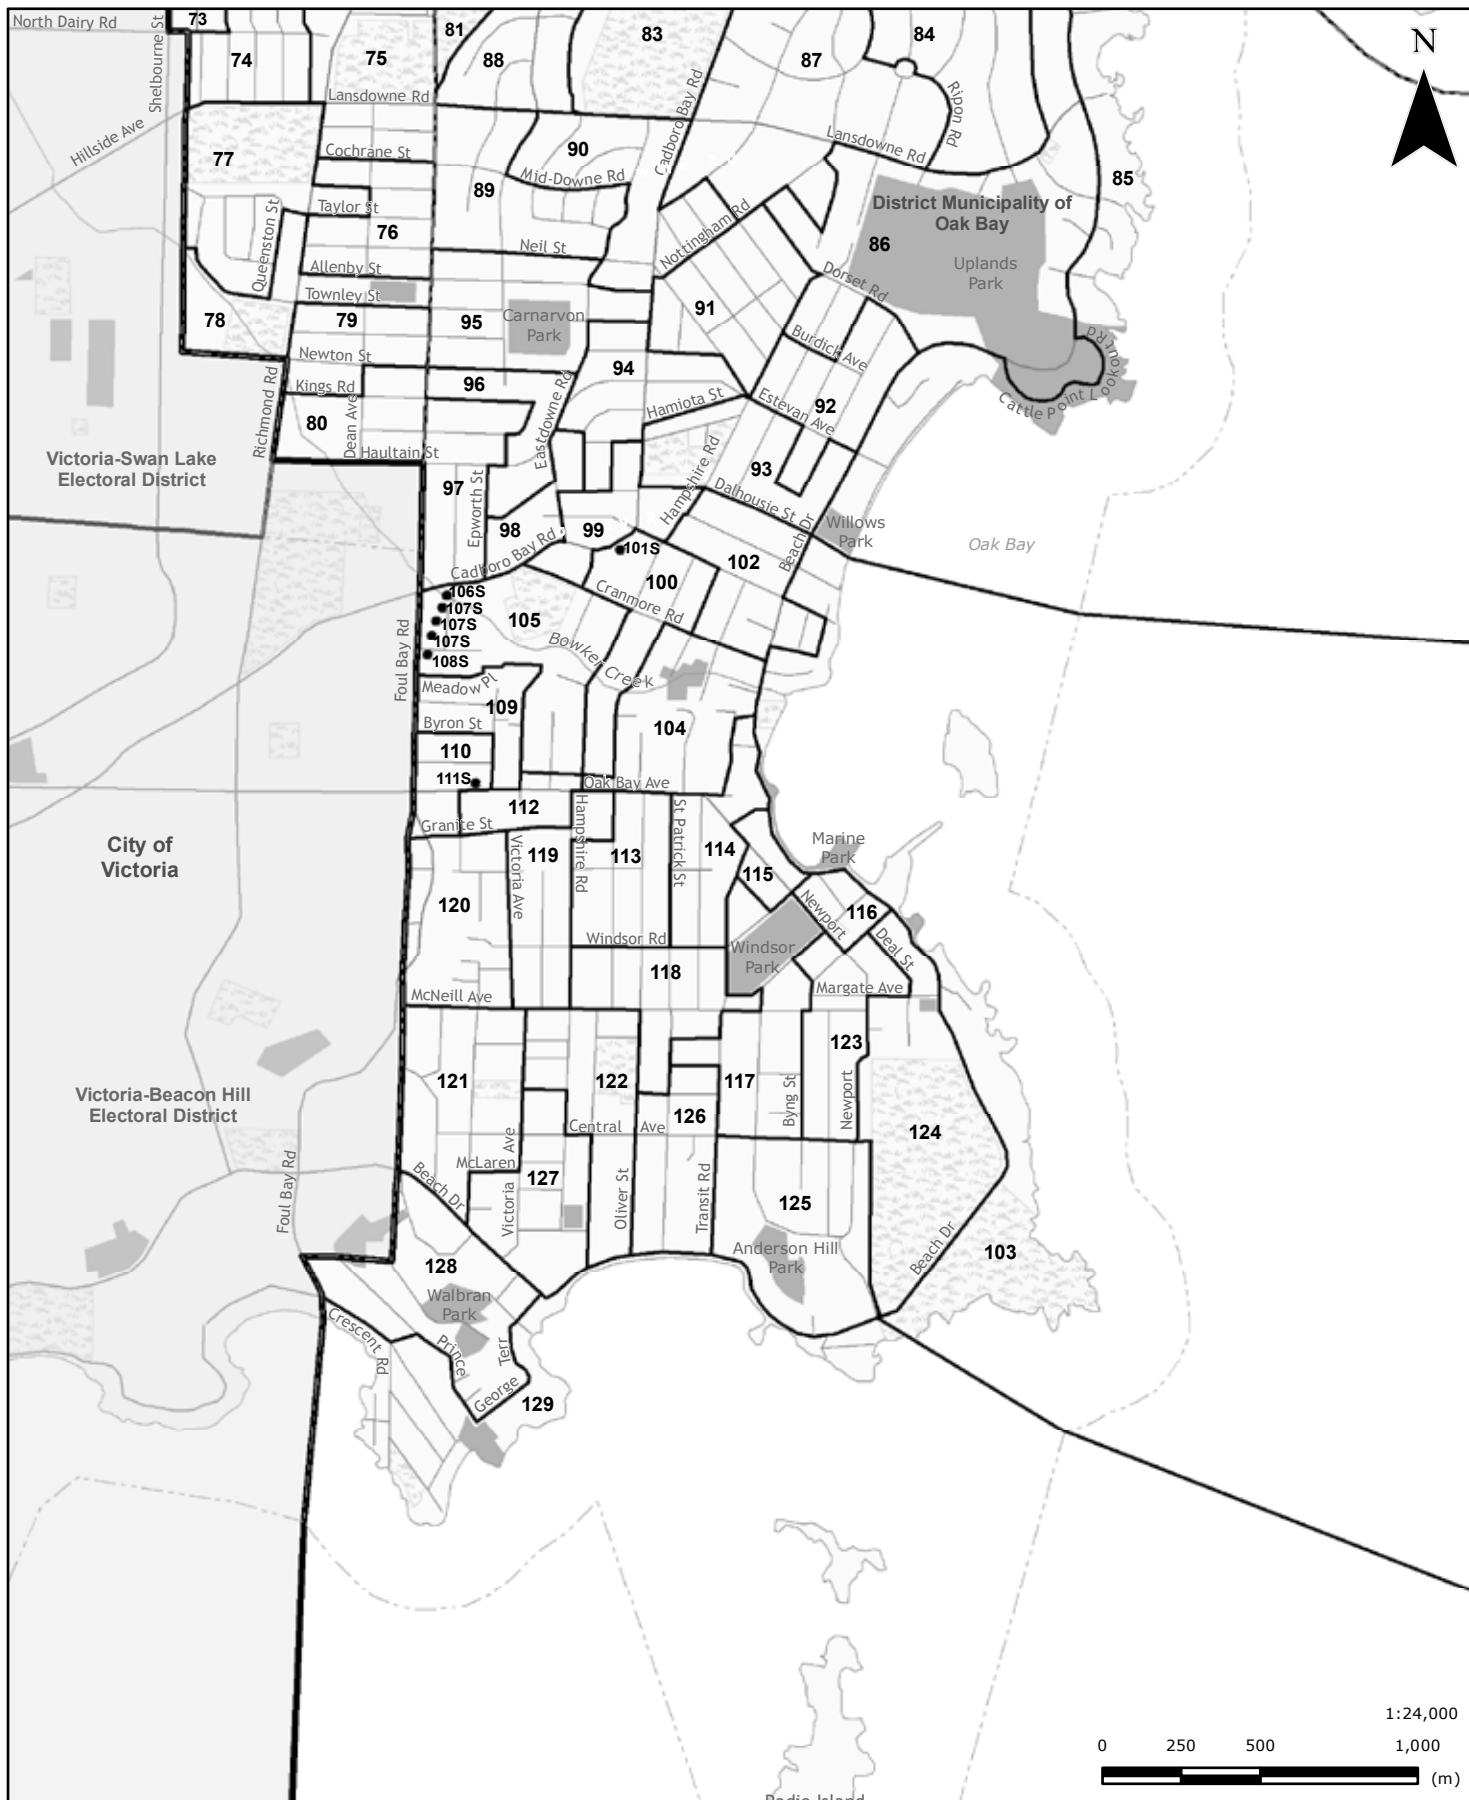 North Dairy Rd
Shelbourne St
73
74
75
81
88
83
87
84
N
Lansdowne Rd
Cadboro Bay Rd
Ripon Rd
Hillside Ave
77
Cochrane St
90
Mid-Downe Rd
Lansdowne Rd
85
89
Taylor St
76
Queenston St
Neil St
Nottingham Rd
District Municipality of
Oak Bay
86
Uplands
Park
Allenby St
Townley St
Dorset Rd
78
79
95
Carnarvon
Park
91
Burdick Ave
Cattle Point Lookout Rd
Newton St
Kings Rd
96
94
Richmond Rd
Dean Ave
Eastdowne Rd
Hamiota St
Estevan Ave
92
80
Haultain St
Victoria-Swan Lake
Electoral District
97
Epworth St
Hampshire Rd
93
Dalhousie St
98
99
Cadboro Bay Rd
Beach Dr
Willows
Park
Oak Bay
101S
100
102
Cranmore Rd
106S
107S
107S
107S
108S
105
Bowker Creek
Foul Bay Rd
Meadow Pl
109
Byron St
110
104
111S
Oak Bay Ave
112
Granite St
Hampshire Rd
St Patrick St
City of
Victoria
Victoria Ave
119
113
114
115
Marine
Park
120
Newport
116
Windsor Rd
Windsor
Park
Deal St
118
McNeill Ave
Margate Ave
123
121
122
117
Byng St
Newport
Victoria-Beacon Hill
Electoral District
126
Central Ave
124
Ave
McLaren
Foul Bay Rd
Beach Dr
127
Victoria
Oliver St
Transit Rd
125
Beach Dr
103
Anderson Hill
Park
128
Walbran
Park
Crescent Rd
Prince George Terr
129
1:24,000
0 250 500 1,000
(m)
Radio Island